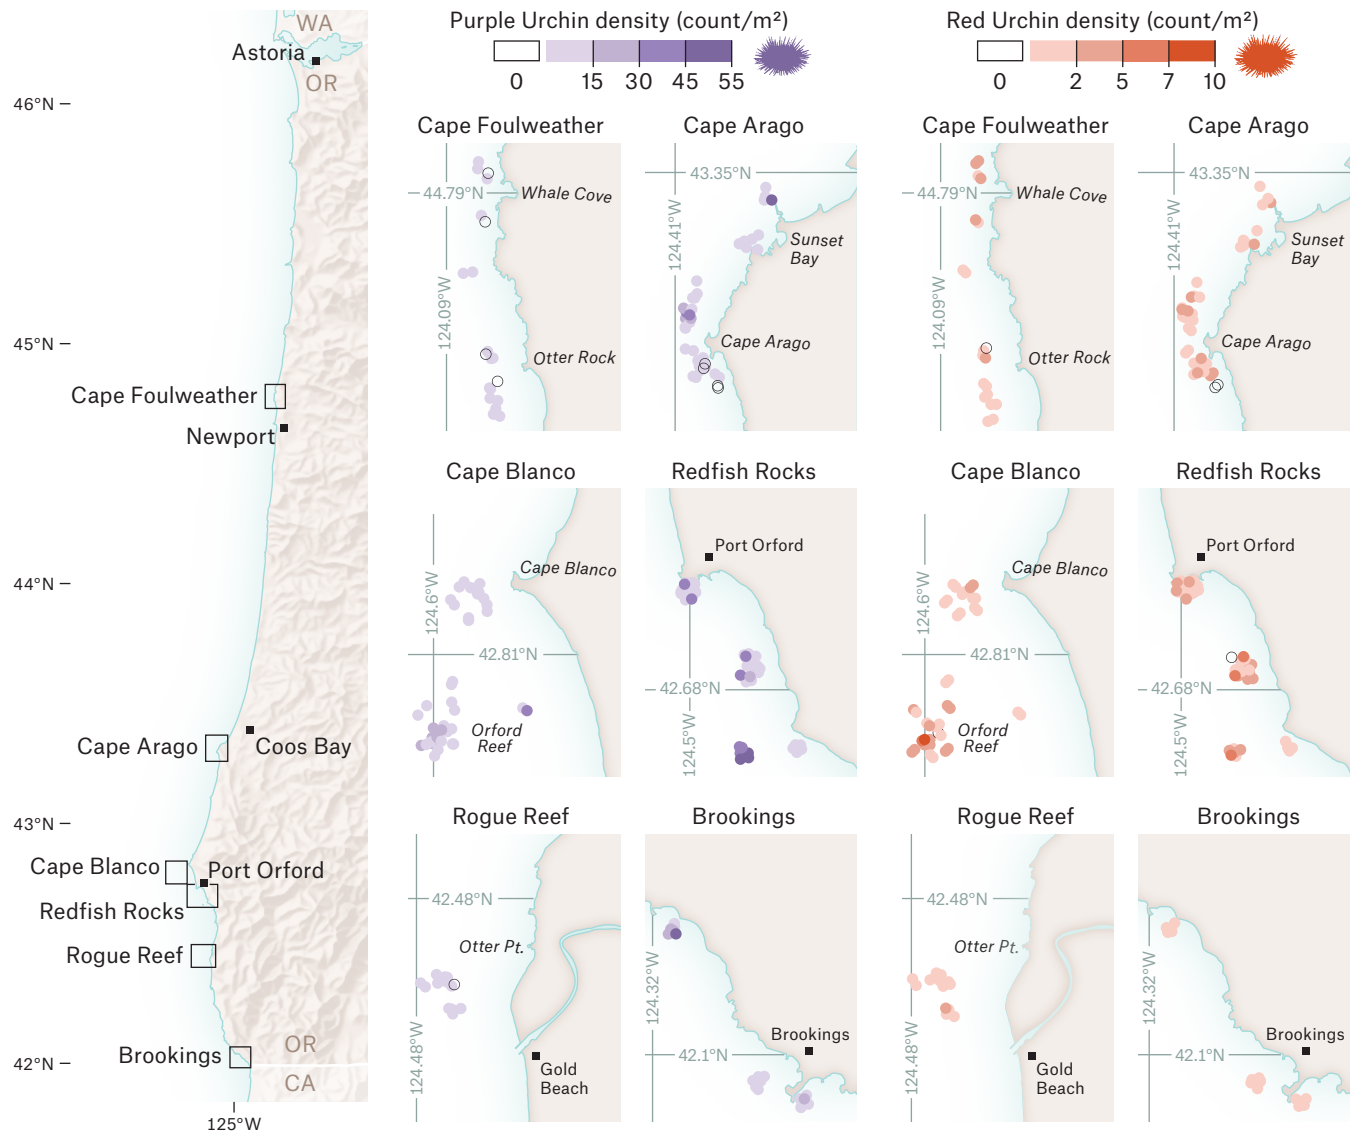 WA
Astoria
OR
46°N
45°N
Cape Foulweather
Newport
44°N
Cape Arago
Coos Bay
43°N
Cape Blanco
Port Orford
Redfish Rocks
Rogue Reef
OR
Brookings
42°N
CA
125°W
Purple Urchin density (count/m²)
0
15
30
45
55
Red Urchin density (count/m²)
0
2
5
7
10
Cape Foulweather
44.79°N
Whale Cove
124.09°W
Otter Rock
Cape Arago
43.35°N
124.41°W
Sunset
Bay
Cape Arago
Cape Foulweather
44.79°N
Whale Cove
124.09°W
Otter Rock
Cape Arago
43.35°N
124.41°W
Sunset
Bay
Cape Arago
Cape Blanco
Cape Blanco
124.6°W
42.81°N
Orford
Reef
Redfish Rocks
Port Orford
42.68°N
124.5°W
Cape Blanco
Cape Blanco
124.6°W
42.81°N
Orford
Reef
Redfish Rocks
Port Orford
42.68°N
124.5°W
Rogue Reef
42.48°N
Otter Pt.
124.48°W
Gold
Beach
Brookings
124.32°W
Brookings
42.1°N
Rogue Reef
42.48°N
Otter Pt.
124.48°W
Gold
Beach
Brookings
124.32°W
Brookings
42.1°N